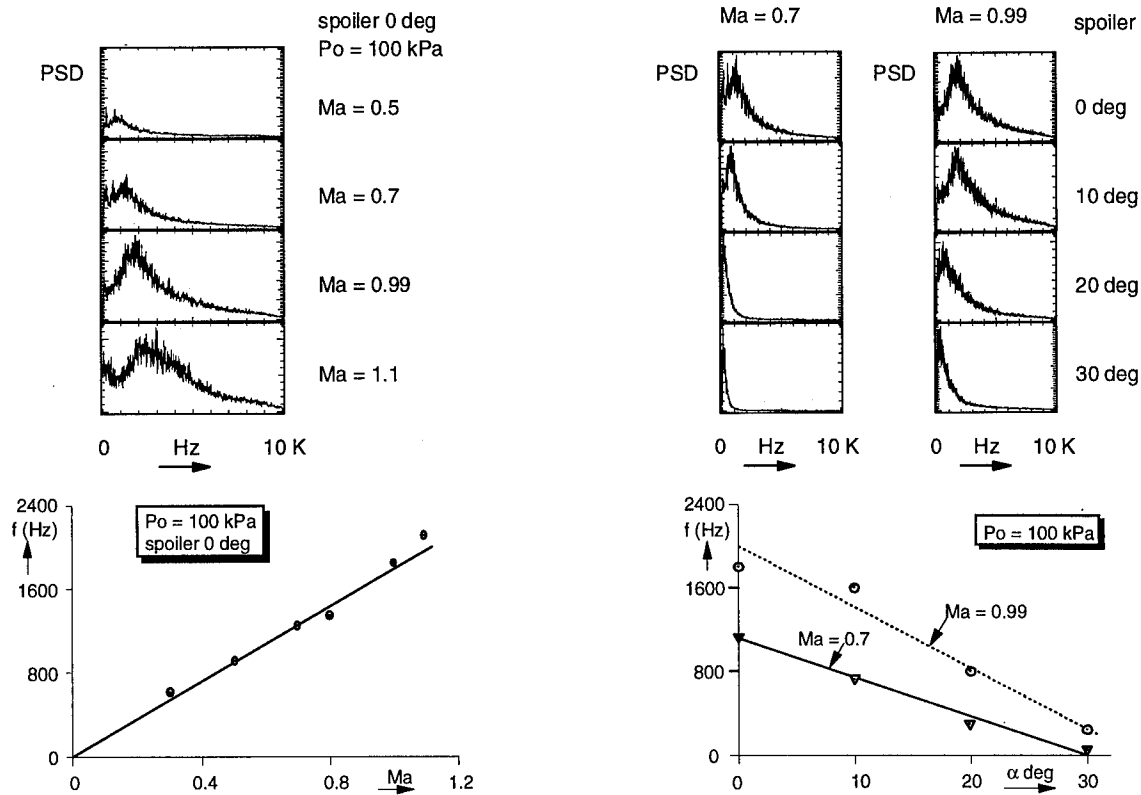 spoiler 0 deg
Po = 100 kPa
PSD
Ma = 0.5
Ma = 0.7
Ma = 0.99
Ma = 1.1
0 Hz 10 K
Ma = 0.7 Ma = 0.99 spoiler
PSD PSD
0 deg
10 deg
20 deg
30 deg
0 Hz 10 K 0 Hz 10 K
2400
f (Hz)
1600
800
0
Po = 100 kPa
spoiler 0 deg
0 0.4 0.8 Ma 1.2
2400
f (Hz)
1600
800
0
Po = 100 kPa
Ma = 0.99
Ma = 0.7
0 10 20 α deg 30